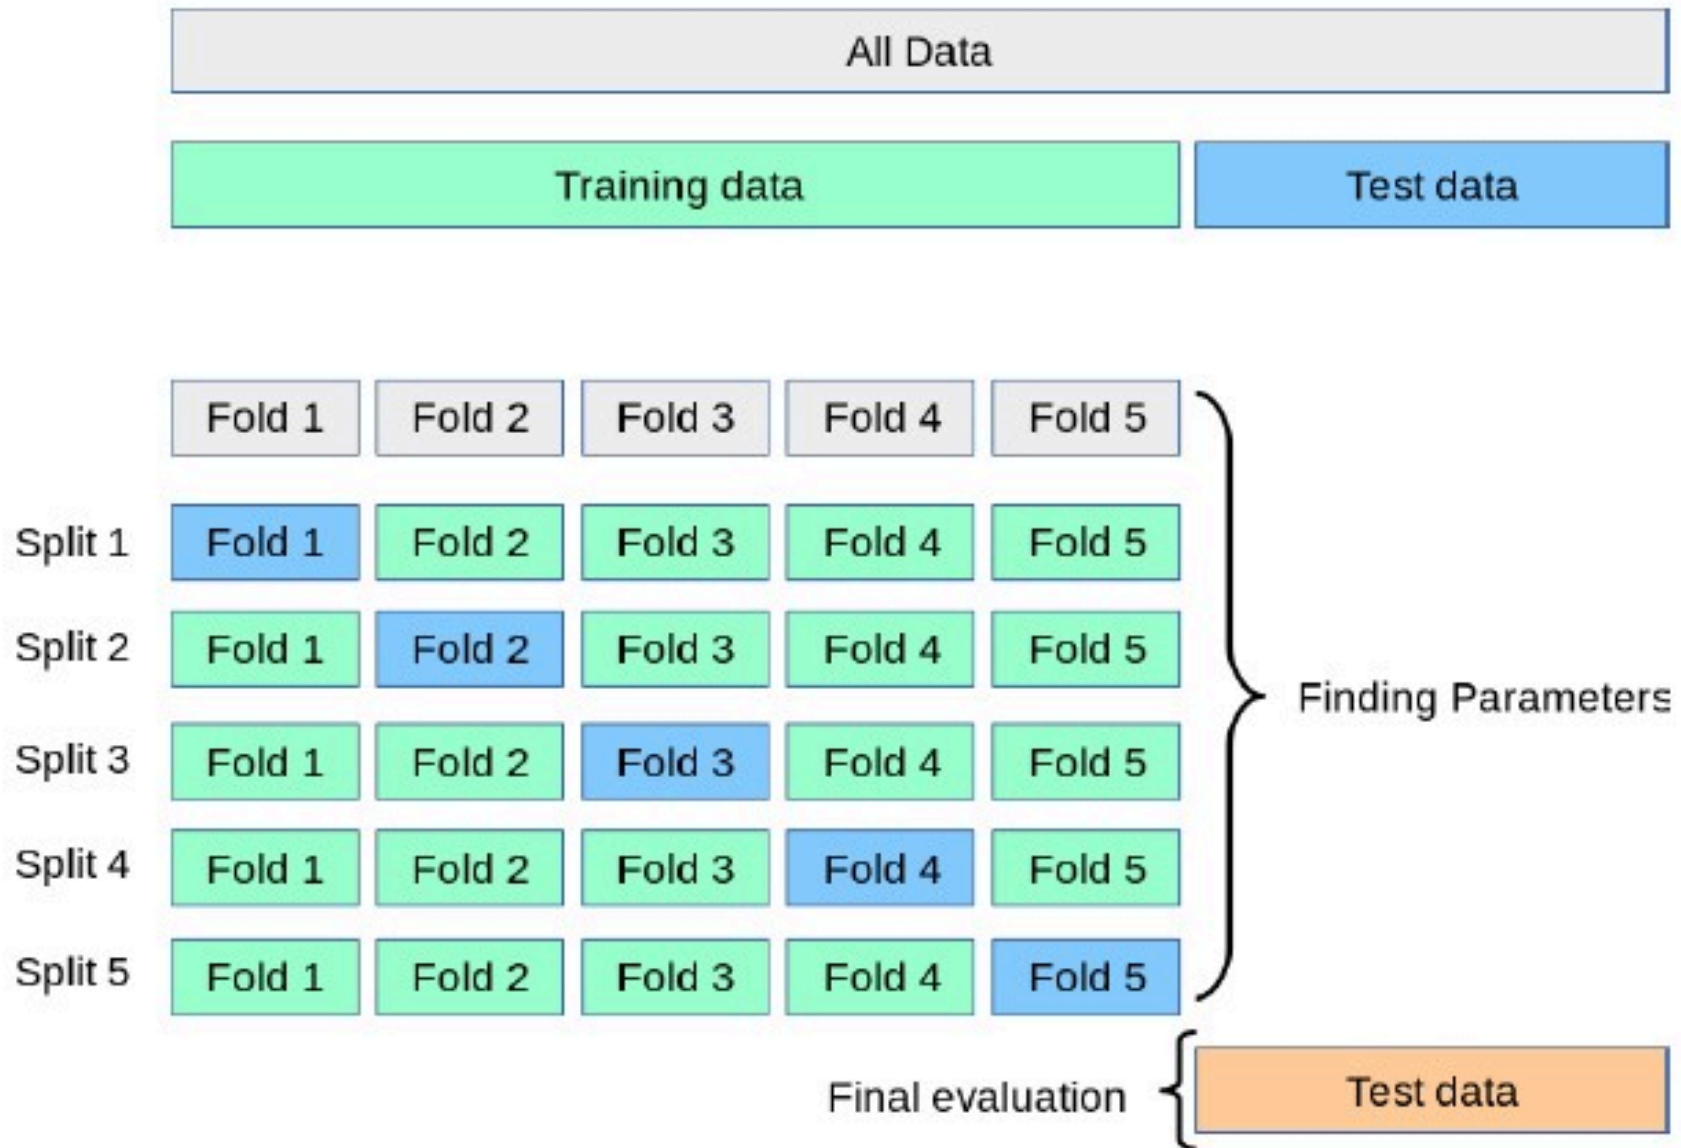 All Data
Training data Test data
Fold 1 Fold 2 Fold 3 Fold 4 Fold 5
Split 1 Fold 1 Fold 2 Fold 3 Fold 4 Fold 5
Split 2 Fold 1 Fold 2 Fold 3 Fold 4 Fold 5
Finding Parameters
Split 3 Fold 1 Fold 2 Fold 3 Fold 4 Fold 5
Split 4 Fold 1 Fold 2 Fold 3 Fold 4 Fold 5
Split 5 Fold 1 Fold 2 Fold 3 Fold 4 Fold 5
Final evaluation Test data